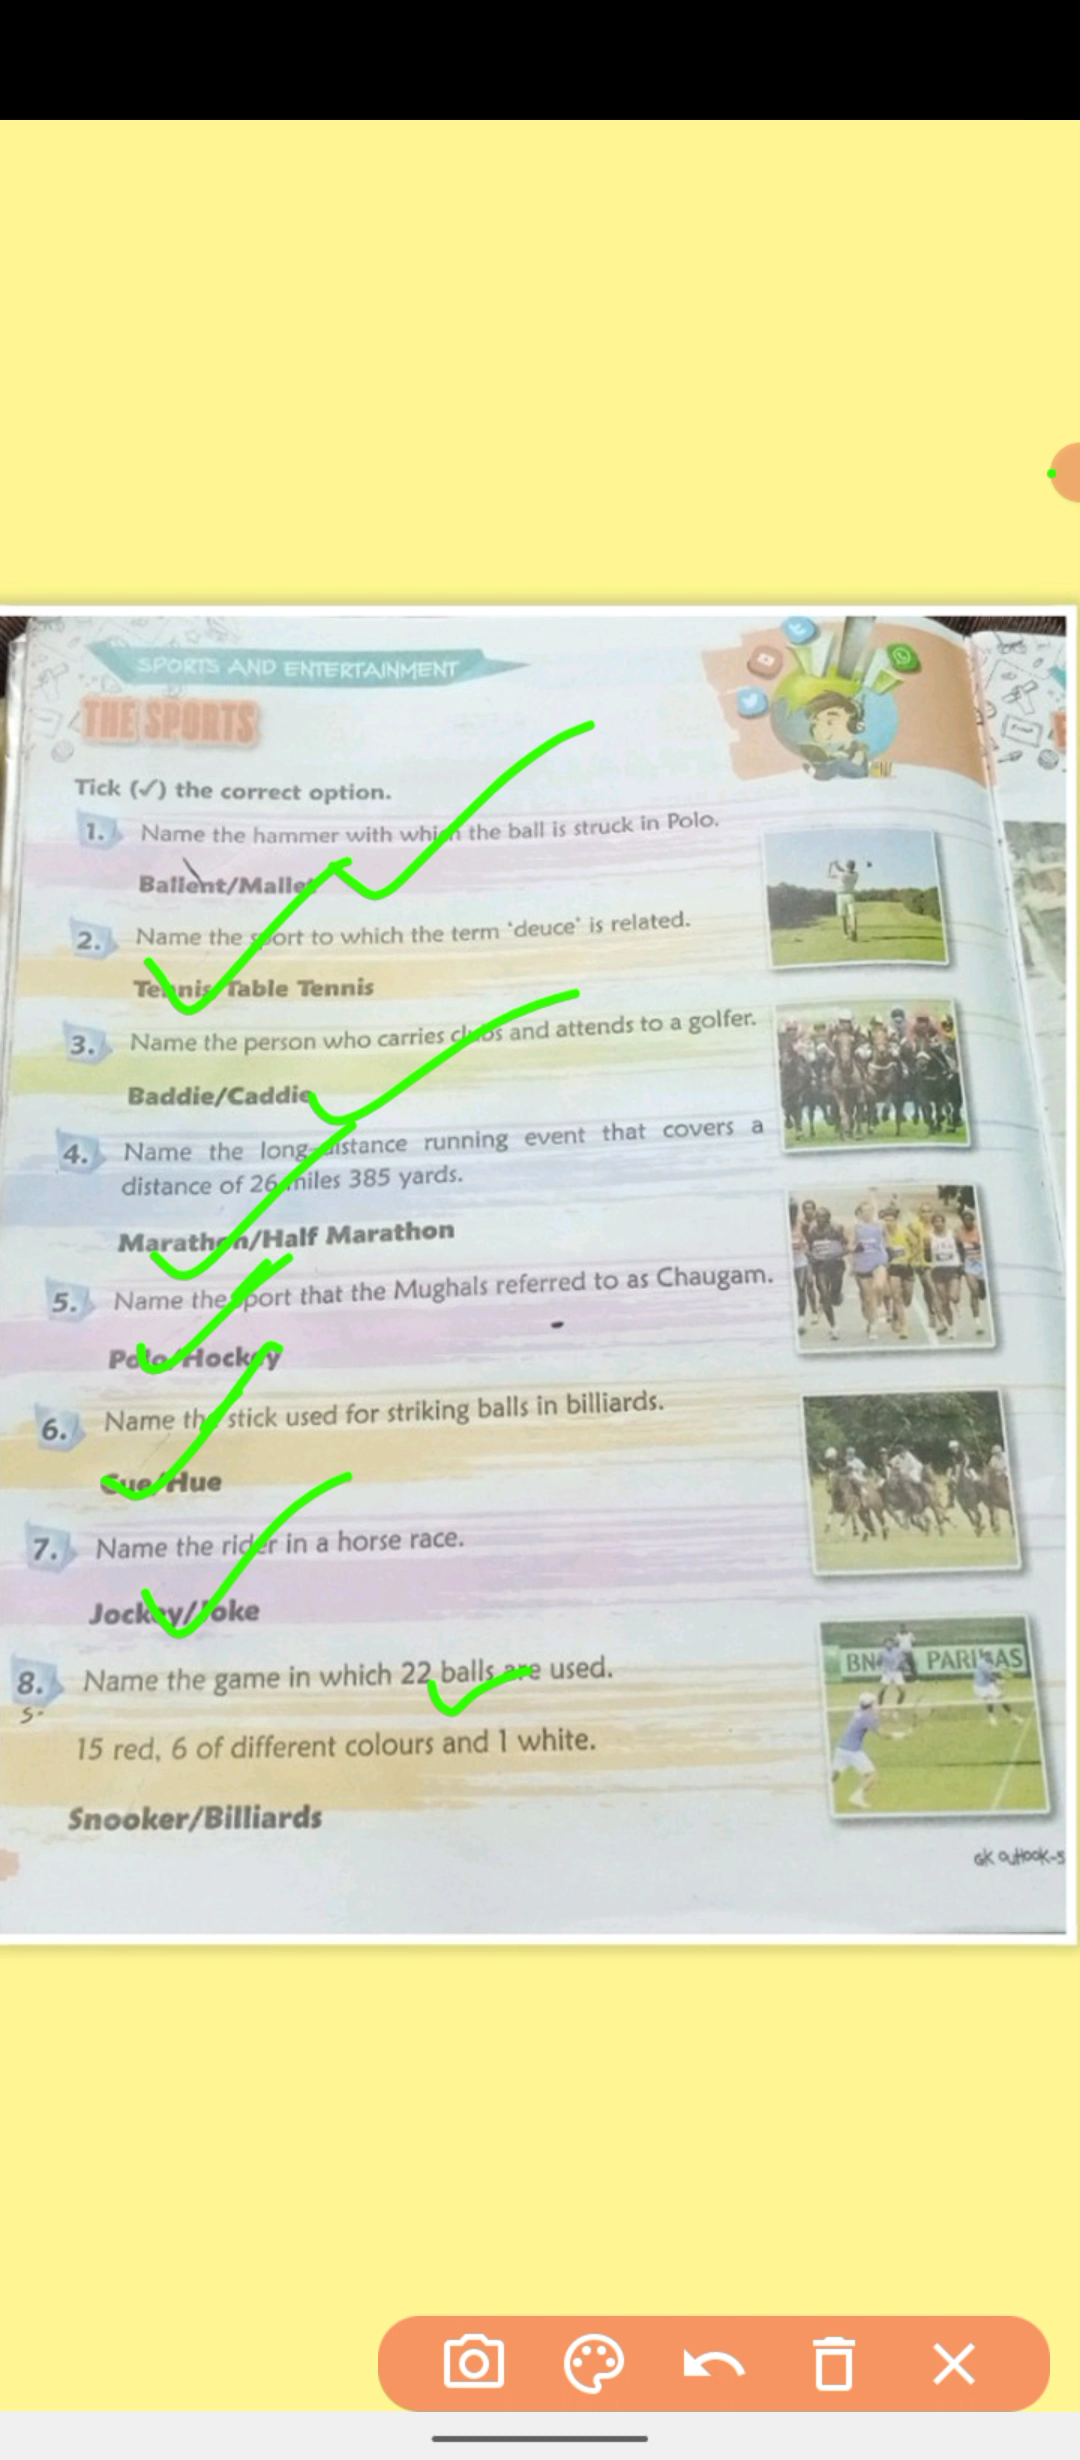 SPORTS AND ENTERTAINMENT
THE SPORTS
Tick (✓) the correct option.
1. Name the hammer with which the ball is struck in Polo.
Ballent/Mallet
2. Name the sport to which the term 'deuce' is related.
Tennis/Table Tennis
3. Name the person who carries clubs and attends to a golfer.
Baddie/Caddie
4. Name the long-distance running event that covers a
distance of 26 miles 385 yards.
Marathon/Half Marathon
5. Name the sport that the Mughals referred to as Chaugam.
Polo/Hockey
6. Name the stick used for striking balls in billiards.
Cue/Hue
7. Name the rider in a horse race.
Jockey/Joke
8. Name the game in which 22 balls are used.
15 red, 6 of different colours and 1 white.
Snooker/Billiards
BN PARIBAS
GK Outlook-5